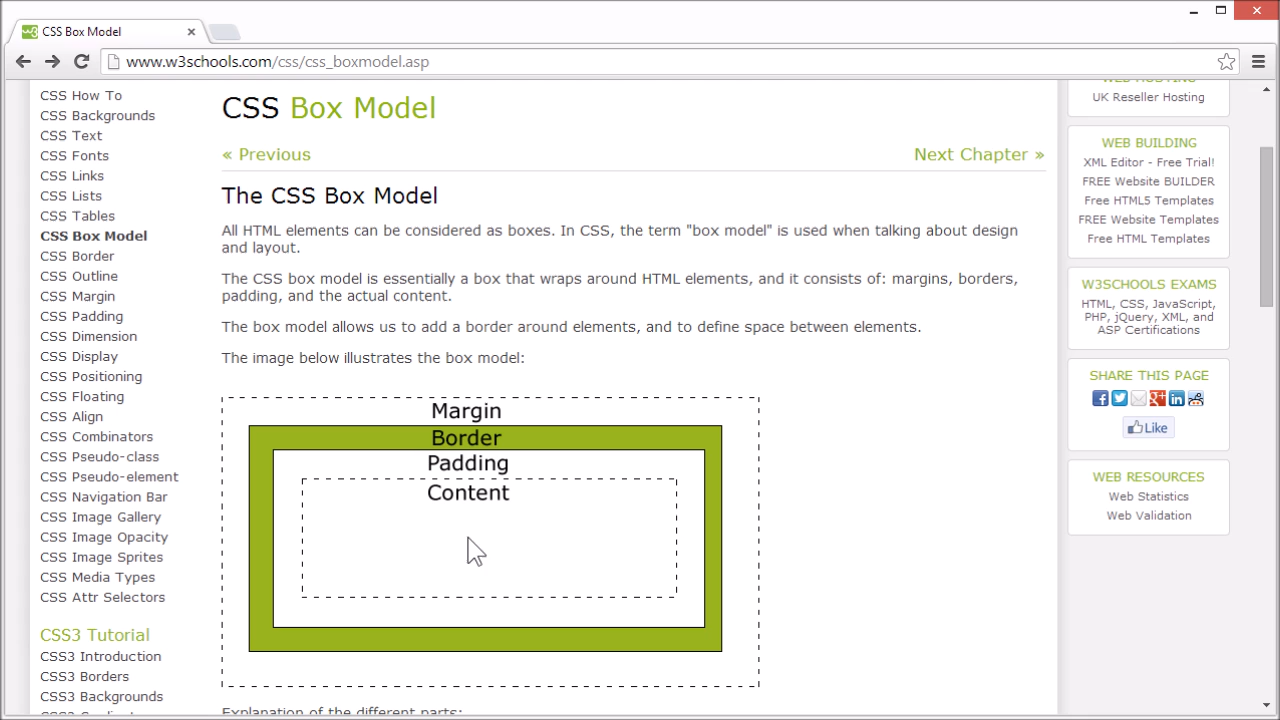 CSS Box Model
www.w3schools.com/css/css_boxmodel.asp
CSS How To
CSS Backgrounds
CSS Text
CSS Fonts
CSS Links
CSS Lists
CSS Tables
CSS Box Model
CSS Border
CSS Outline
CSS Margin
CSS Padding
CSS Dimension
CSS Display
CSS Positioning
CSS Floating
CSS Align
CSS Combinators
CSS Pseudo-class
CSS Pseudo-element
CSS Navigation Bar
CSS Image Gallery
CSS Image Opacity
CSS Image Sprites
CSS Media Types
CSS Attr Selectors
CSS3 Tutorial
CSS3 Introduction
CSS3 Borders
CSS3 Backgrounds
CSS Box Model
« Previous
Next Chapter »
The CSS Box Model
All HTML elements can be considered as boxes. In CSS, the term "box model" is used when talking about design
and layout.
The CSS box model is essentially a box that wraps around HTML elements, and it consists of: margins, borders,
padding, and the actual content.
The box model allows us to add a border around elements, and to define space between elements.
The image below illustrates the box model:
Margin
Border
Padding
Content
Explanation of the different parts:
WEB HOSTING
UK Reseller Hosting
WEB BUILDING
XML Editor - Free Trial!
FREE Website BUILDER
Free HTML5 Templates
FREE Website Templates
Free HTML Templates
W3SCHOOLS EXAMS
HTML, CSS, JavaScript,
PHP, jQuery, XML, and
ASP Certifications
SHARE THIS PAGE
Like
WEB RESOURCES
Web Statistics
Web Validation